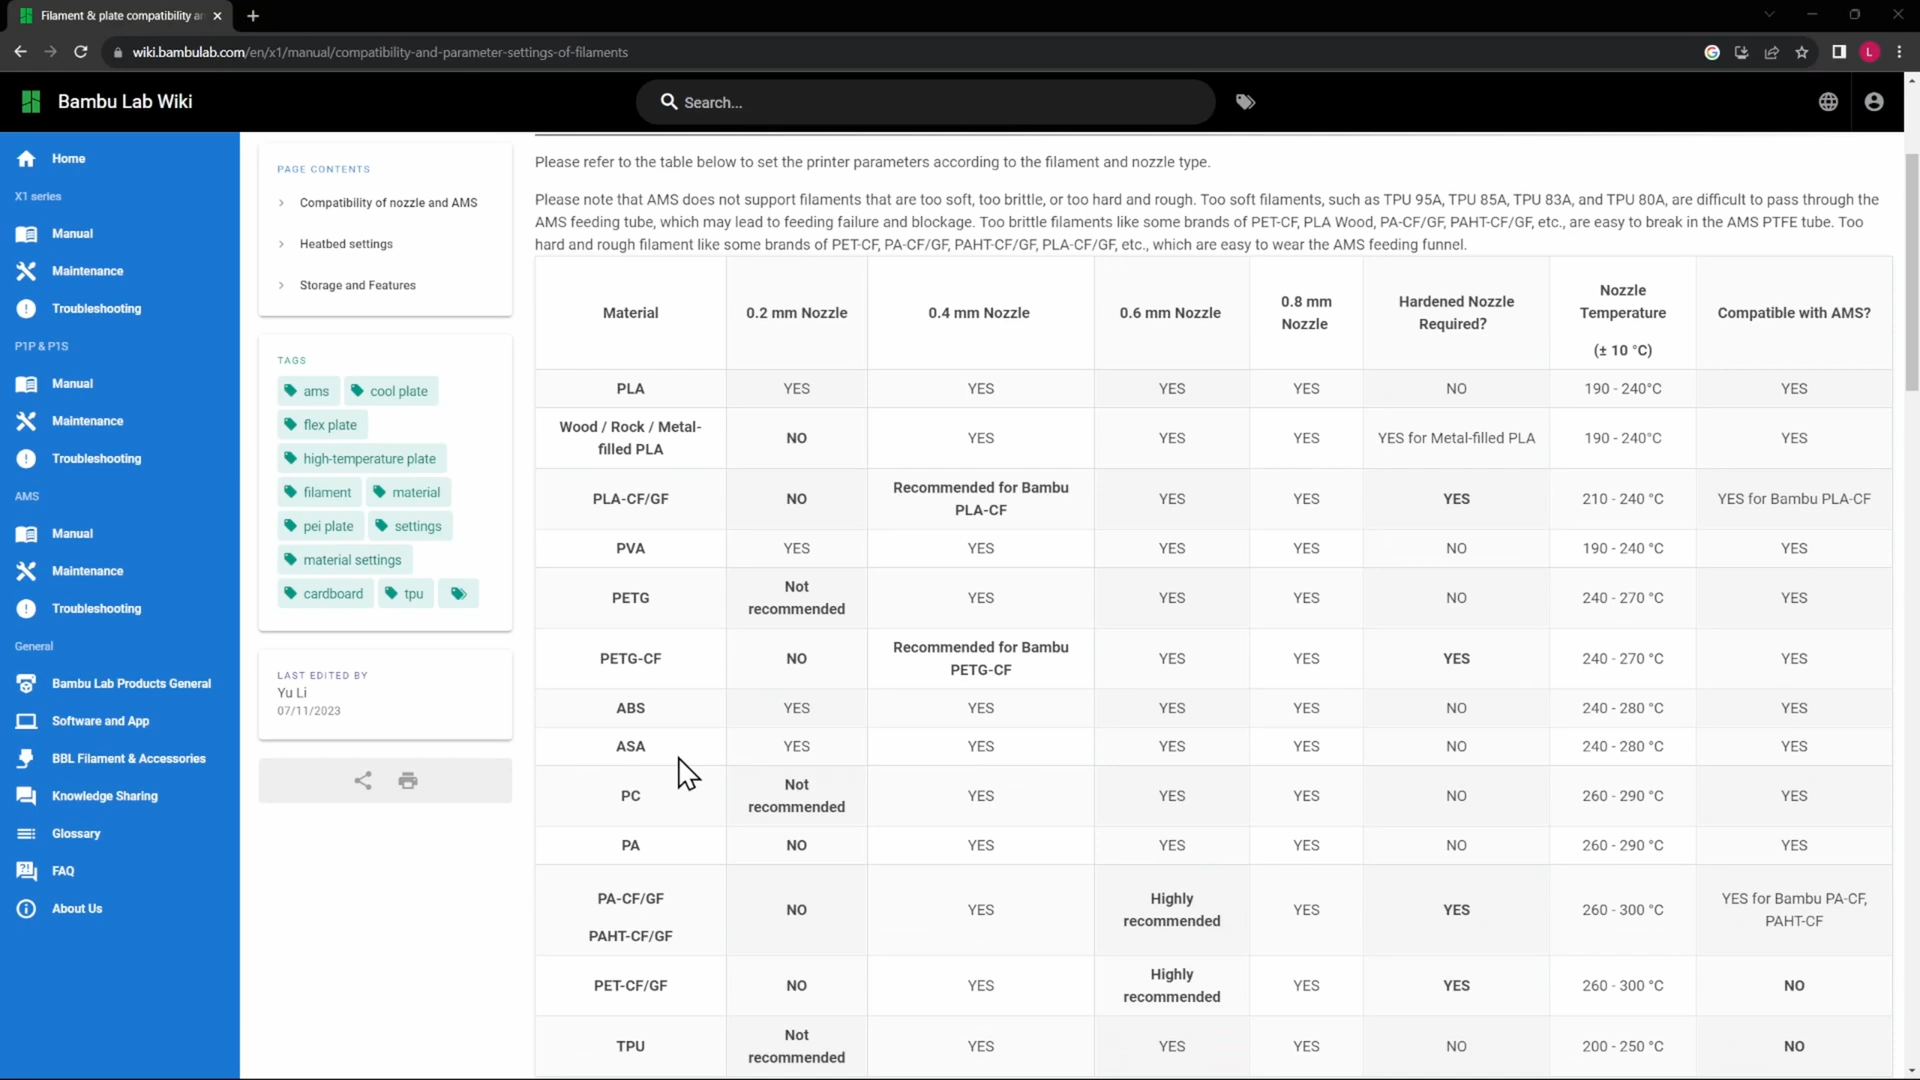 Filament & plate compatibility ar
wiki.bambulab.com/en/x1/manual/compatibility-and-parameter-settings-of-filaments
L
Bambu Lab Wiki
Search...
Home
X1 series
Manual
Maintenance
Troubleshooting
P1P & P1S
Manual
Maintenance
Troubleshooting
AMS
Manual
Maintenance
Troubleshooting
General
Bambu Lab Products General
Software and App
BBL Filament & Accessories
Knowledge Sharing
Glossary
FAQ
About Us
PAGE CONTENTS
Compatibility of nozzle and AMS
Heatbed settings
Storage and Features
TAGS
ams cool plate
flex plate
high-temperature plate
filament material
pei plate settings
material settings
cardboard tpu
LAST EDITED BY
Yu Li
07/11/2023
Please refer to the table below to set the printer parameters according to the filament and nozzle type.
Please note that AMS does not support filaments that are too soft, too brittle, or too hard and rough. Too soft filaments, such as TPU 95A, TPU 85A, TPU 83A, and TPU 80A, are difficult to pass through the
AMS feeding tube, which may lead to feeding failure and blockage. Too brittle filaments like some brands of PET-CF, PLA Wood, PA-CF/GF, PAHT-CF/GF, etc., are easy to break in the AMS PTFE tube. Too
hard and rough filament like some brands of PET-CF, PA-CF/GF, PAHT-CF/GF, PLA-CF/GF, etc., which are easy to wear the AMS feeding funnel.
Material 0.2 mm Nozzle 0.4 mm Nozzle 0.6 mm Nozzle 0.8 mm Nozzle Hardened Nozzle Required? Nozzle Temperature (± 10 °C) Compatible with AMS?
PLA YES YES YES YES NO 190 - 240°C YES
Wood / Rock / Metal-filled PLA NO YES YES YES YES for Metal-filled PLA 190 - 240°C YES
PLA-CF/GF NO Recommended for Bambu PLA-CF YES YES YES 210 - 240 °C YES for Bambu PLA-CF
PVA YES YES YES YES NO 190 - 240 °C YES
PETG Not recommended YES YES YES NO 240 - 270 °C YES
PETG-CF NO Recommended for Bambu PETG-CF YES YES YES 240 - 270 °C YES
ABS YES YES YES YES NO 240 - 280 °C YES
ASA YES YES YES YES NO 240 - 280 °C YES
PC Not recommended YES YES YES NO 260 - 290 °C YES
PA NO YES YES YES NO 260 - 290 °C YES
PA-CF/GF PAHT-CF/GF NO YES Highly recommended YES YES 260 - 300 °C YES for Bambu PA-CF, PAHT-CF
PET-CF/GF NO YES Highly recommended YES YES 260 - 300 °C NO
TPU Not recommended YES YES YES NO 200 - 250 °C NO